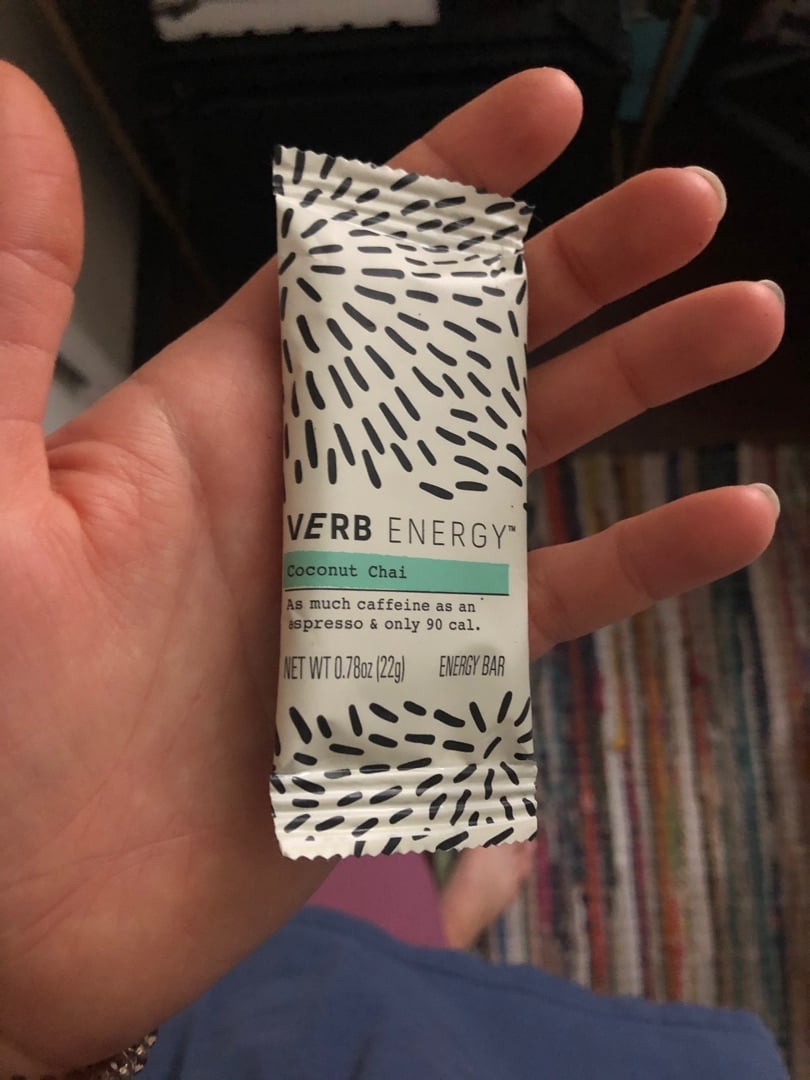 VERB ENERGY™
Coconut Chai
As much caffeine as an
espresso & only 90 cal.
NET WT 0.78oz (22g) ENERGY BAR